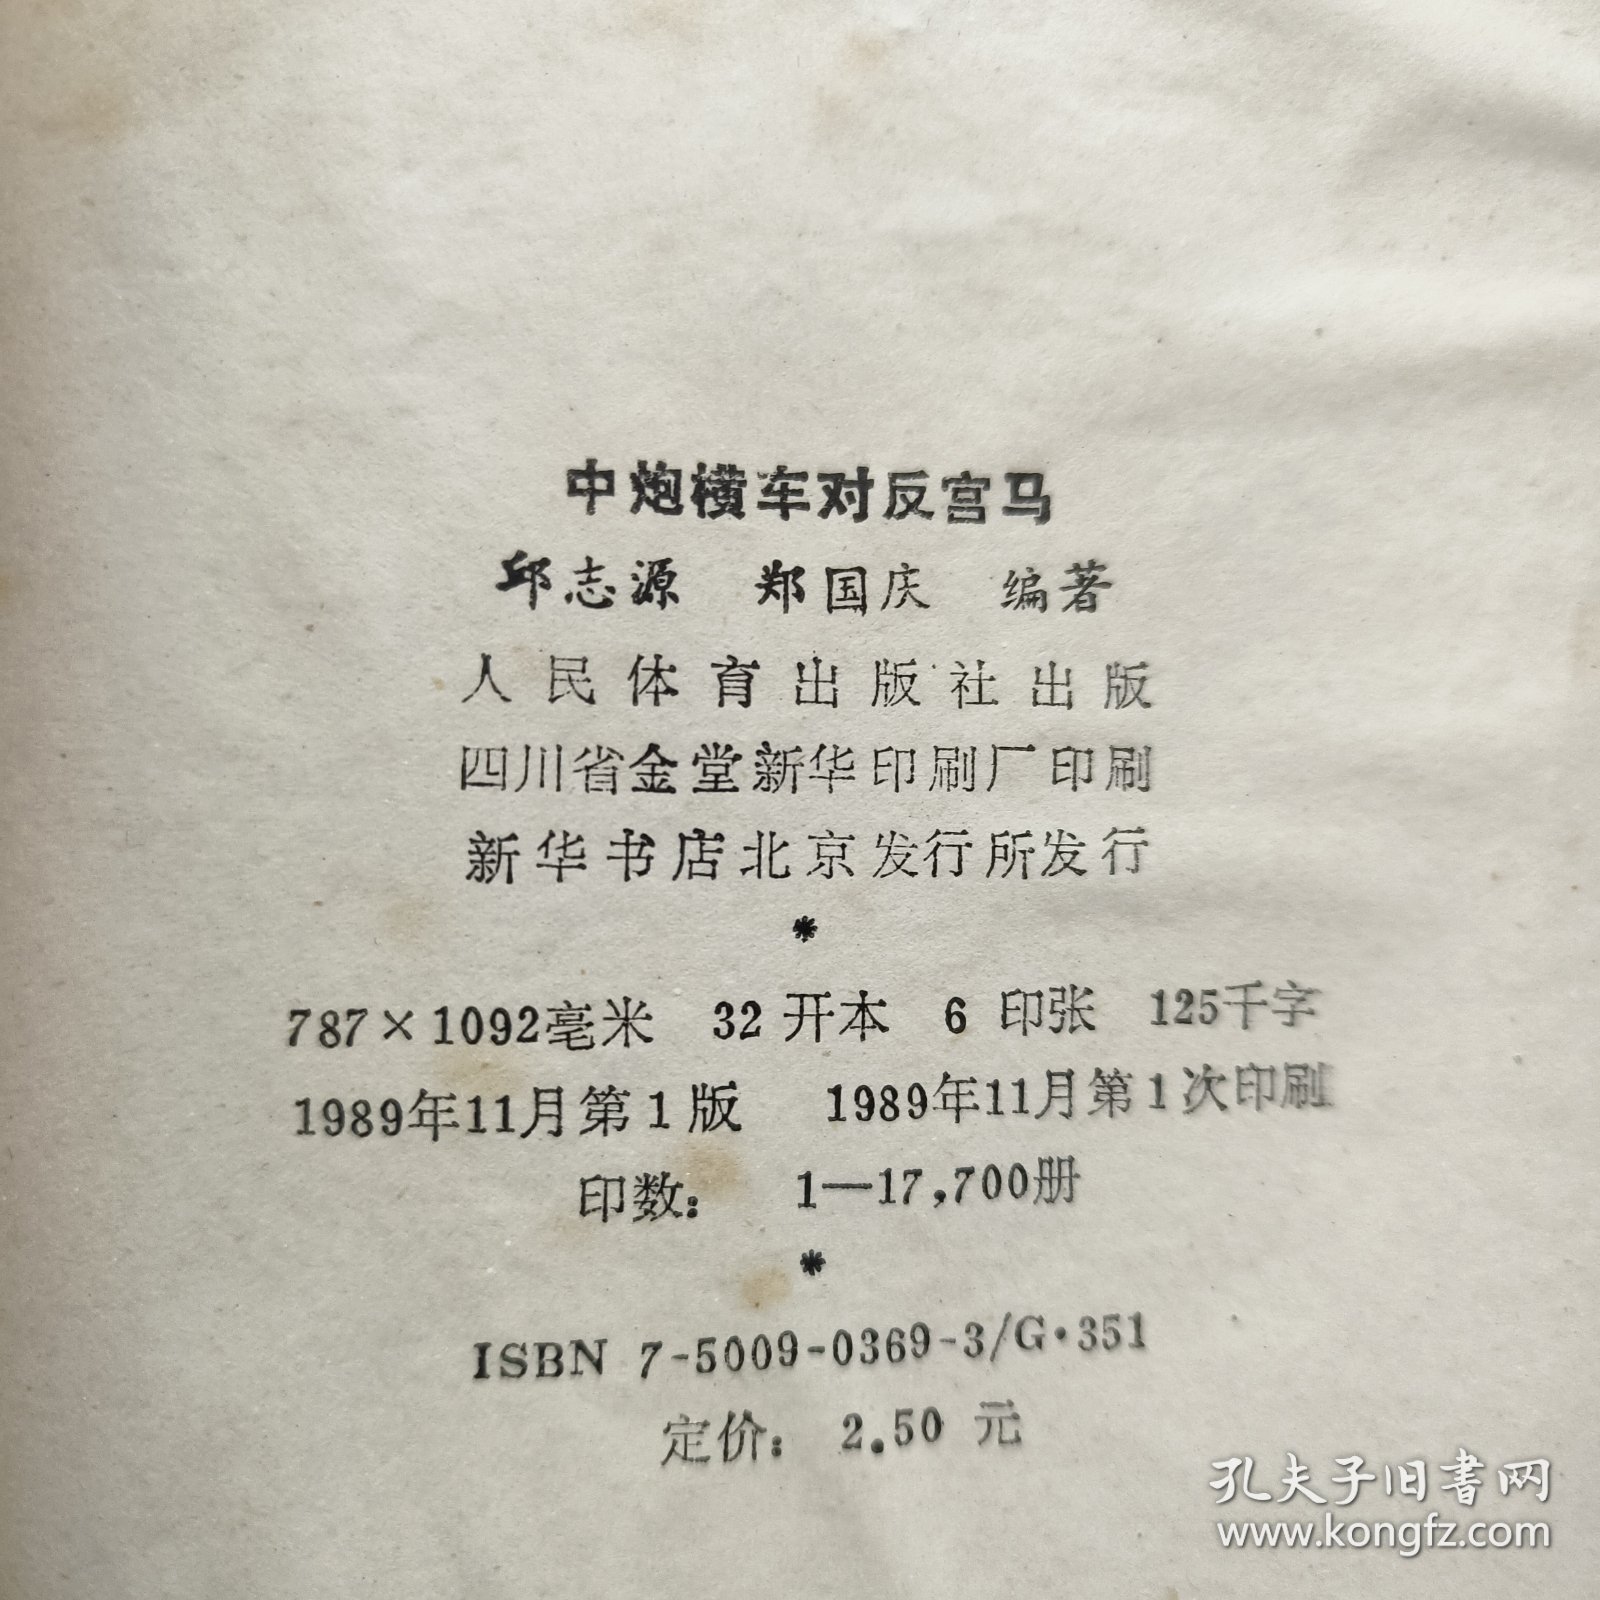 中炮横车对反宫马
邱志源 郑国庆 编著
人民体育出版社出版
四川省金堂新华印刷厂印刷
新华书店北京发行所发行
*
787×1092毫米 32开本 6印张 125千字
1989年11月第1版 1989年11月第1次印刷
印数: 1—17,700册
*
ISBN 7-5009-0369-3/G·351
定价: 2.50 元
孔夫子旧书网
www.kongfz.com